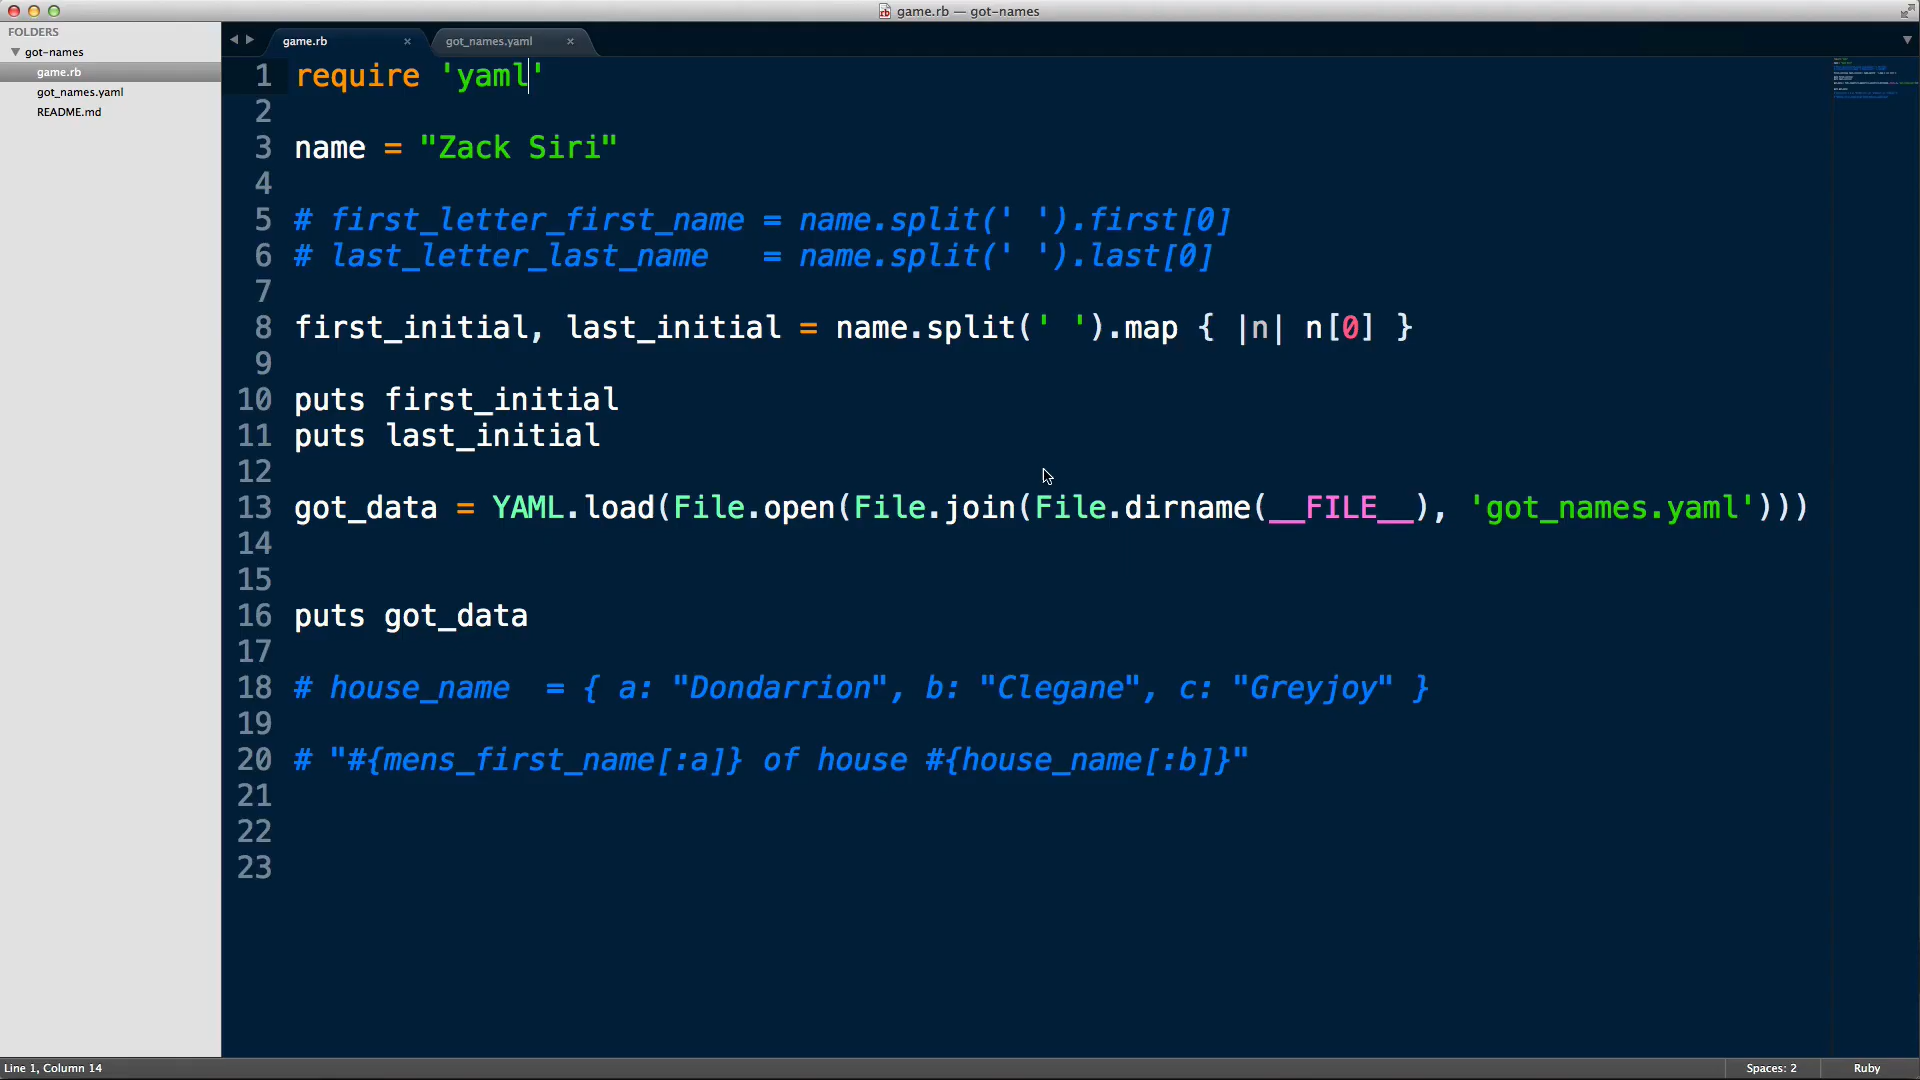 game.rb — got-names
FOLDERS
got-names
game.rb
got_names.yaml
README.md
game.rb ×
got_names.yaml ×
1 require 'yaml'
2
3 name = "Zack Siri"
4
5 # first_letter_first_name = name.split(' ').first[0]
6 # last_letter_last_name   = name.split(' ').last[0]
7
8 first_initial, last_initial = name.split(' ').map { |n| n[0] }
9
10 puts first_initial
11 puts last_initial
12
13 got_data = YAML.load(File.open(File.join(File.dirname(__FILE__), 'got_names.yaml')))
14
15
16 puts got_data
17
18 # house_name  = { a: "Dondarrion", b: "Clegane", c: "Greyjoy" }
19
20 # "#{mens_first_name[:a]} of house #{house_name[:b]}"
21
22
23
Line 1, Column 14
Spaces: 2
Ruby